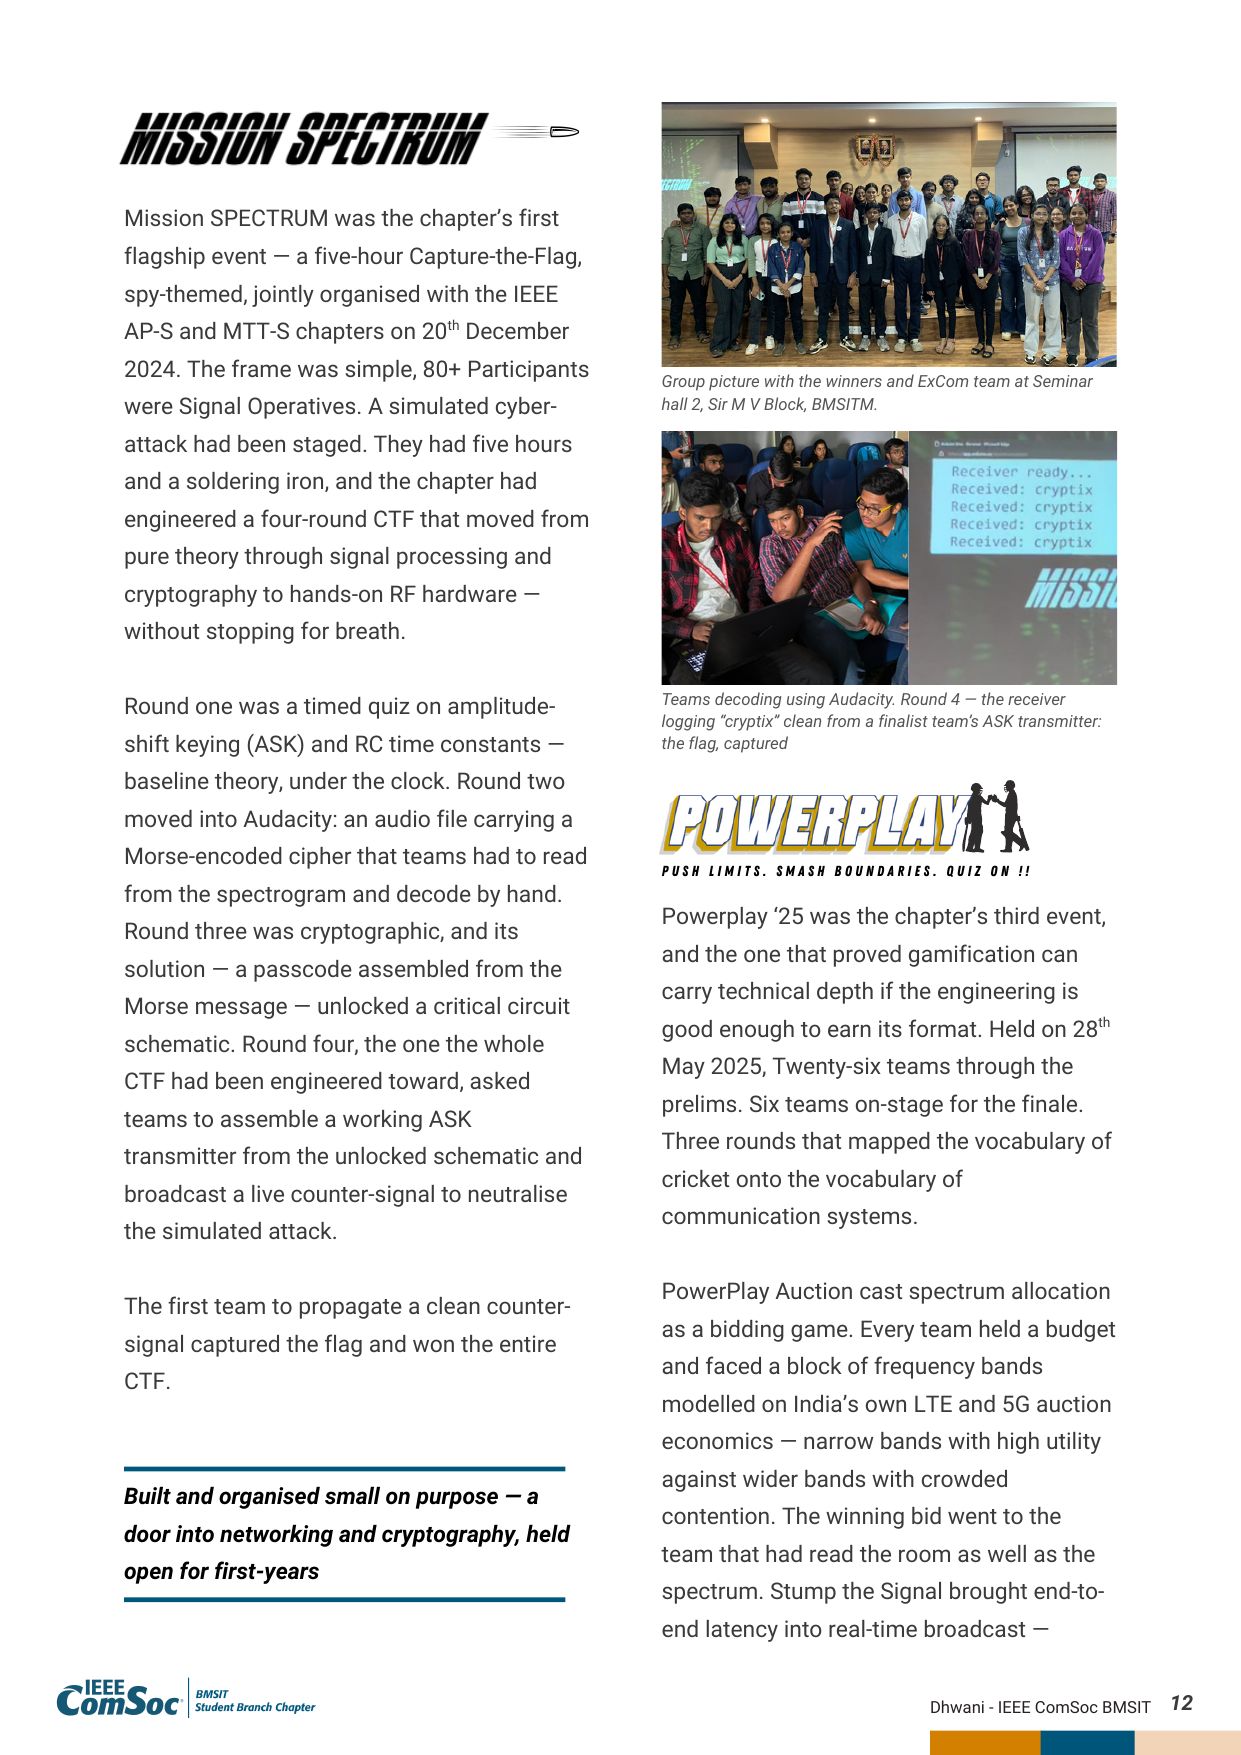 MISSION SPECTRUM
Mission SPECTRUM was the chapter’s first
flagship event — a five-hour Capture-the-Flag,
spy-themed, jointly organised with the IEEE
AP-S and MTT-S chapters on 20th December
2024. The frame was simple, 80+ Participants
were Signal Operatives. A simulated cyber-
attack had been staged. They had five hours
and a soldering iron, and the chapter had
engineered a four-round CTF that moved from
pure theory through signal processing and
cryptography to hands-on RF hardware —
without stopping for breath.
Round one was a timed quiz on amplitude-
shift keying (ASK) and RC time constants —
baseline theory, under the clock. Round two
moved into Audacity: an audio file carrying a
Morse-encoded cipher that teams had to read
from the spectrogram and decode by hand.
Round three was cryptographic, and its
solution — a passcode assembled from the
Morse message — unlocked a critical circuit
schematic. Round four, the one the whole
CTF had been engineered toward, asked
teams to assemble a working ASK
transmitter from the unlocked schematic and
broadcast a live counter-signal to neutralise
the simulated attack.
The first team to propagate a clean counter-
signal captured the flag and won the entire
CTF.
Built and organised small on purpose — a
door into networking and cryptography, held
open for first-years
ECTRUM
Group picture with the winners and ExCom team at Seminar
hall 2, Sir M V Block, BMSITM.
Receiver ready...
Received: cryptix
Received: cryptix
Received: cryptix
Received: cryptix
MISSI
Teams decoding using Audacity. Round 4 — the receiver
logging “cryptix” clean from a finalist team’s ASK transmitter:
the flag, captured
POWERPLAY
PUSH LIMITS. SMASH BOUNDARIES. QUIZ ON !!
Powerplay ‘25 was the chapter’s third event,
and the one that proved gamification can
carry technical depth if the engineering is
good enough to earn its format. Held on 28th
May 2025, Twenty-six teams through the
prelims. Six teams on-stage for the finale.
Three rounds that mapped the vocabulary of
cricket onto the vocabulary of
communication systems.
PowerPlay Auction cast spectrum allocation
as a bidding game. Every team held a budget
and faced a block of frequency bands
modelled on India’s own LTE and 5G auction
economics — narrow bands with high utility
against wider bands with crowded
contention. The winning bid went to the
team that had read the room as well as the
spectrum. Stump the Signal brought end-to-
end latency into real-time broadcast —
IEEE
ComSoc
BMSIT
Student Branch Chapter
Dhwani - IEEE ComSoc BMSIT 12